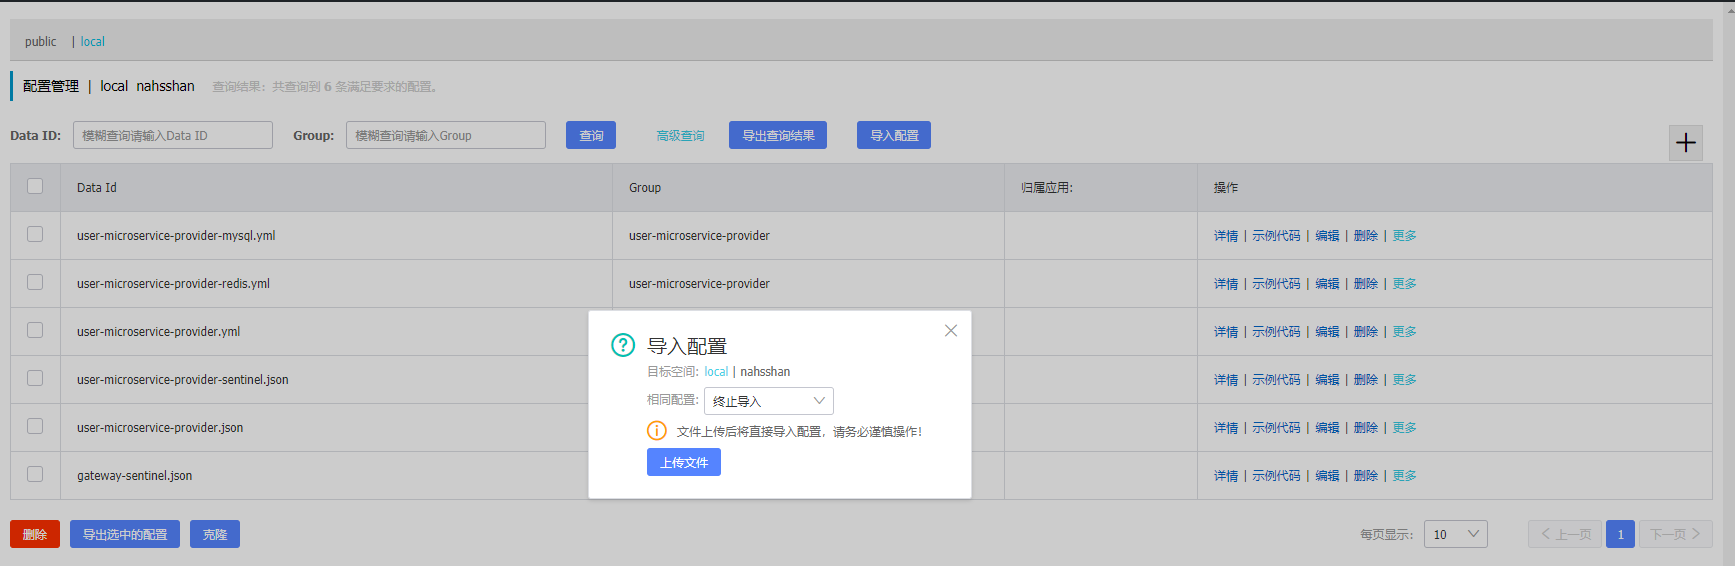 public | local
配置管理 | local nahsshan 查询结果：共查询到 6 条满足要求的配置。
Data ID: 模糊查询请输入Data ID Group: 模糊查询请输入Group 查询 高级查询 导出查询结果 导入配置
Data Id Group 归属应用: 操作
user-microservice-provider-mysql.yml user-microservice-provider 详情 | 示例代码 | 编辑 | 删除 | 更多
user-microservice-provider-redis.yml user-microservice-provider 详情 | 示例代码 | 编辑 | 删除 | 更多
user-microservice-provider.yml 详情 | 示例代码 | 编辑 | 删除 | 更多
user-microservice-provider-sentinel.json 详情 | 示例代码 | 编辑 | 删除 | 更多
user-microservice-provider.json 详情 | 示例代码 | 编辑 | 删除 | 更多
gateway-sentinel.json 详情 | 示例代码 | 编辑 | 删除 | 更多
导入配置
目标空间: local | nahsshan
相同配置: 终止导入
文件上传后将直接导入配置，请务必谨慎操作！
上传文件
删除 导出选中的配置 克隆 每页显示： 10 上一页 1 下一页